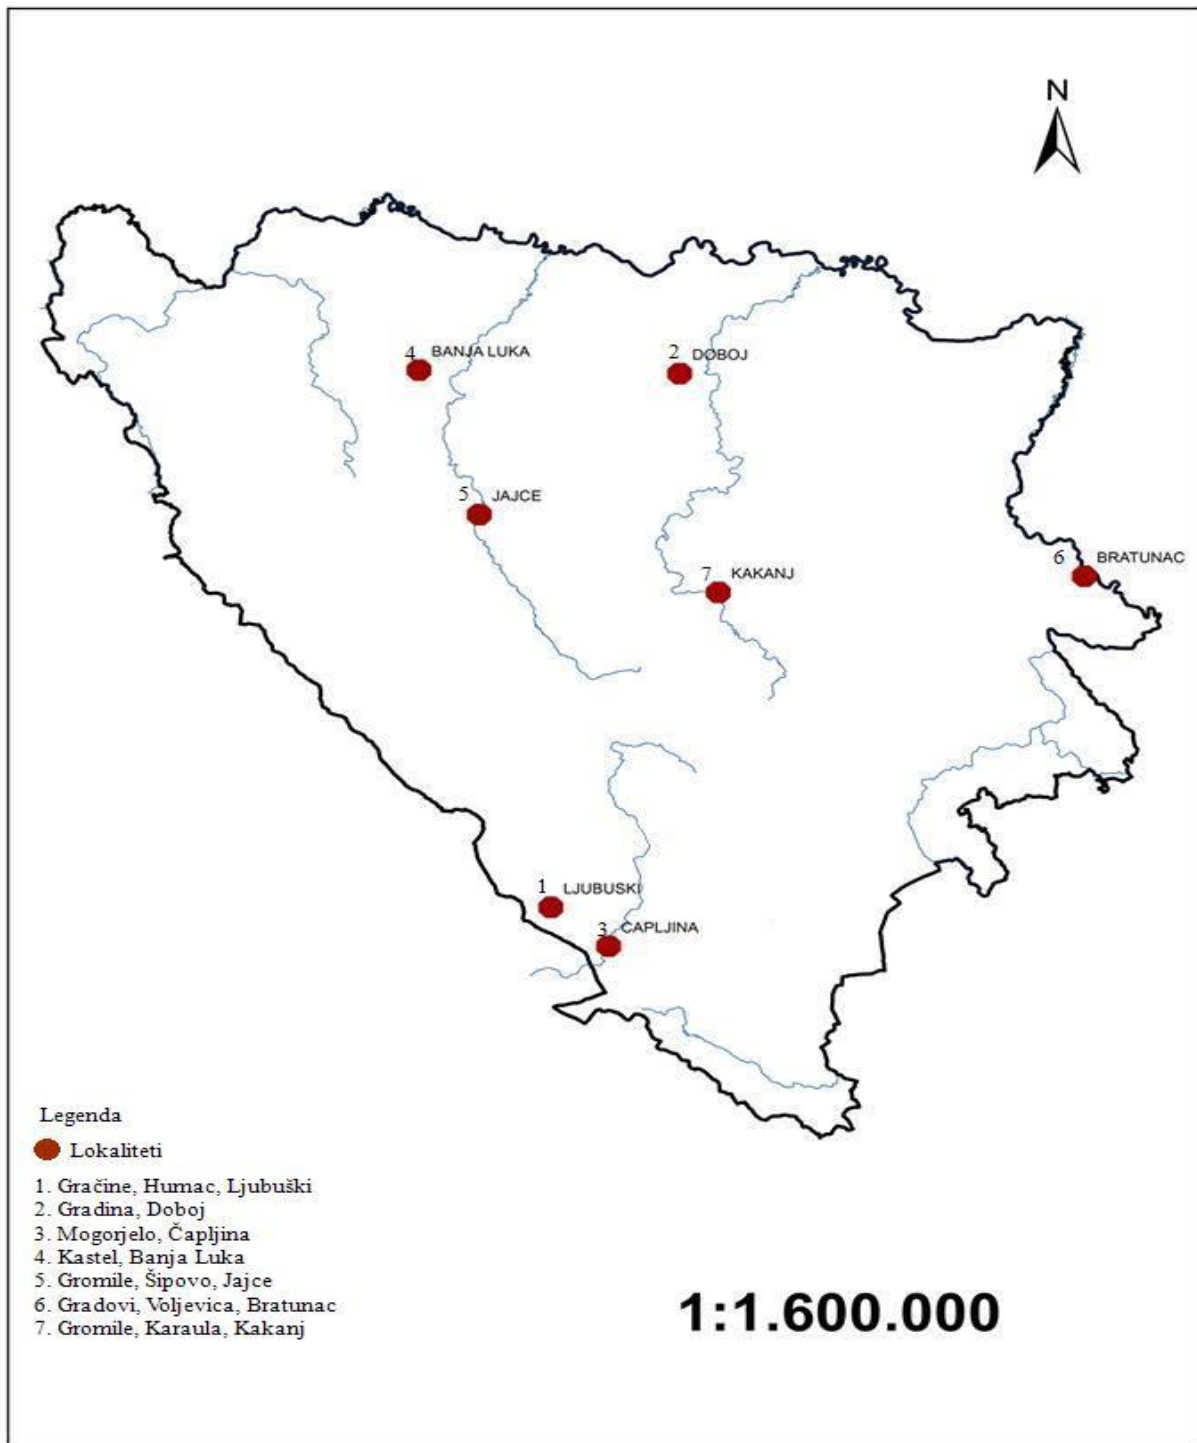 N
4 BANJA LUKA
2 DOBOJ
5 JAJCE
6 BRATUNAC
7 KAKANJ
1 LJUBUSKI
3 CAPLJINA
Legenda
Lokaliteti
1. Gračine, Humac, Ljubuški
2. Gradina, Doboj
3. Mogorjelo, Čapljina
4. Kastel, Banja Luka
5. Gromile, Šipovo, Jajce
6. Gradovi, Voljevica, Bratunac
7. Gromile, Karaula, Kakanj
1:1.600.000